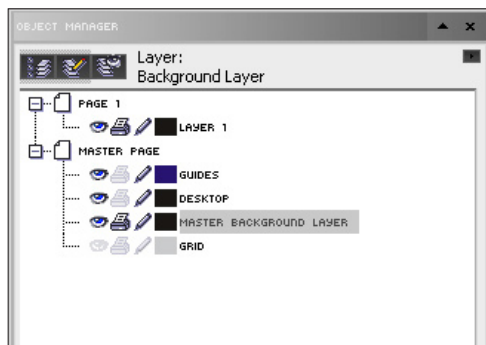 OBJECT MANAGER
Layer:
Background Layer
PAGE 1
LAYER 1
MASTER PAGE
GUIDES
DESKTOP
MASTER BACKGROUND LAYER
GRID